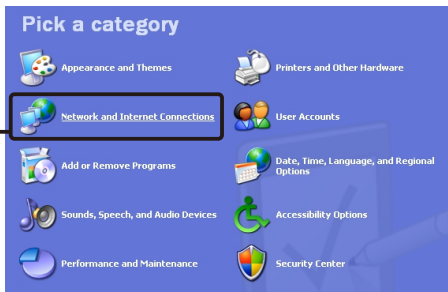 Pick a category
Appearance and Themes
Printers and Other Hardware
Network and Internet Connections
User Accounts
Add or Remove Programs
Date, Time, Language, and Regional
Options
Sounds, Speech, and Audio Devices
Accessibility Options
Performance and Maintenance
Security Center